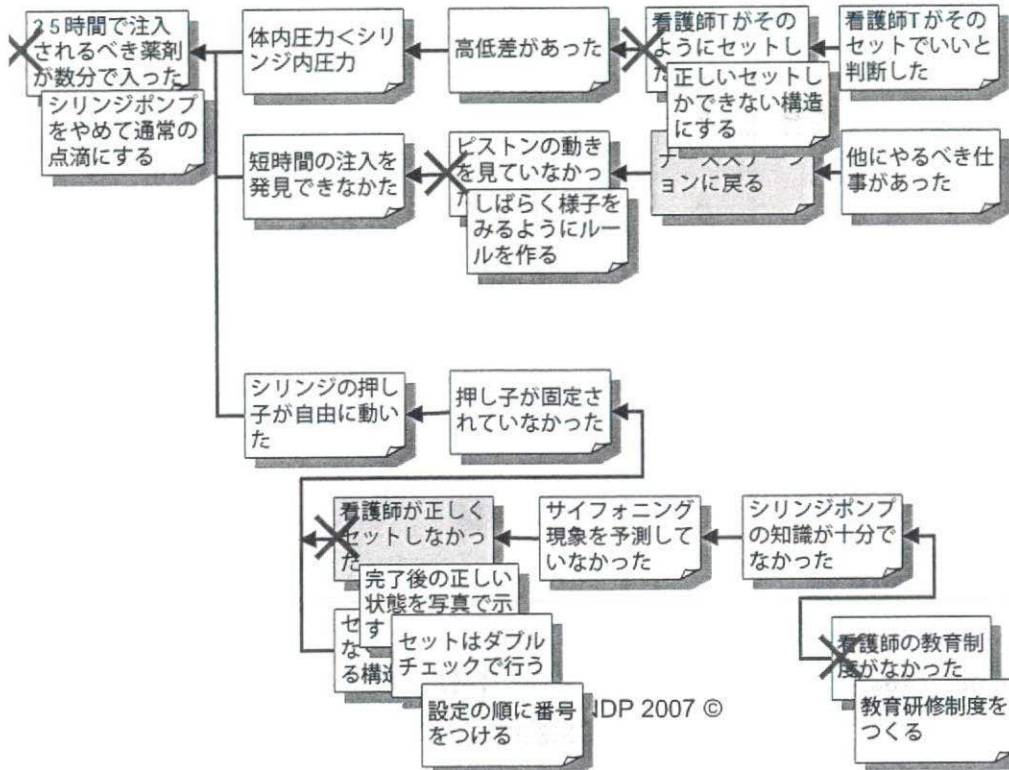 25時間で注入
されるべき薬剤
が数分で入った
シリンジポンプ
をやめて通常の
点滴にする
体内圧力<シリ
ンジ内圧力
高低差があった
看護師Tがその
ようにセットし
正しいセットし
かできない構造
にする
看護師Tがその
セットでいいと
判断した
短時間の注入を
発見できなかた
ピストンの動き
を見ていなかっ
しばらく様子を
みるようにルー
ルを作る
ョンに戻る
他にやるべき仕
事があった
シリンジの押し
子が自由に動い
た
押し子が固定さ
れていなかった
看護師が正しく
セットしなかっ
た
完了後の正しい
状態を写真で示
す
セ
な
る構造
セットはダブル
チェックで行う
設定の順に番号
をつける
サイフォニング
現象を予測して
いなかった
シリンジポンプ
の知識が十分で
なかった
看護師の教育制
度がなかった
教育研修制度を
つくる
NDP 2007 ©